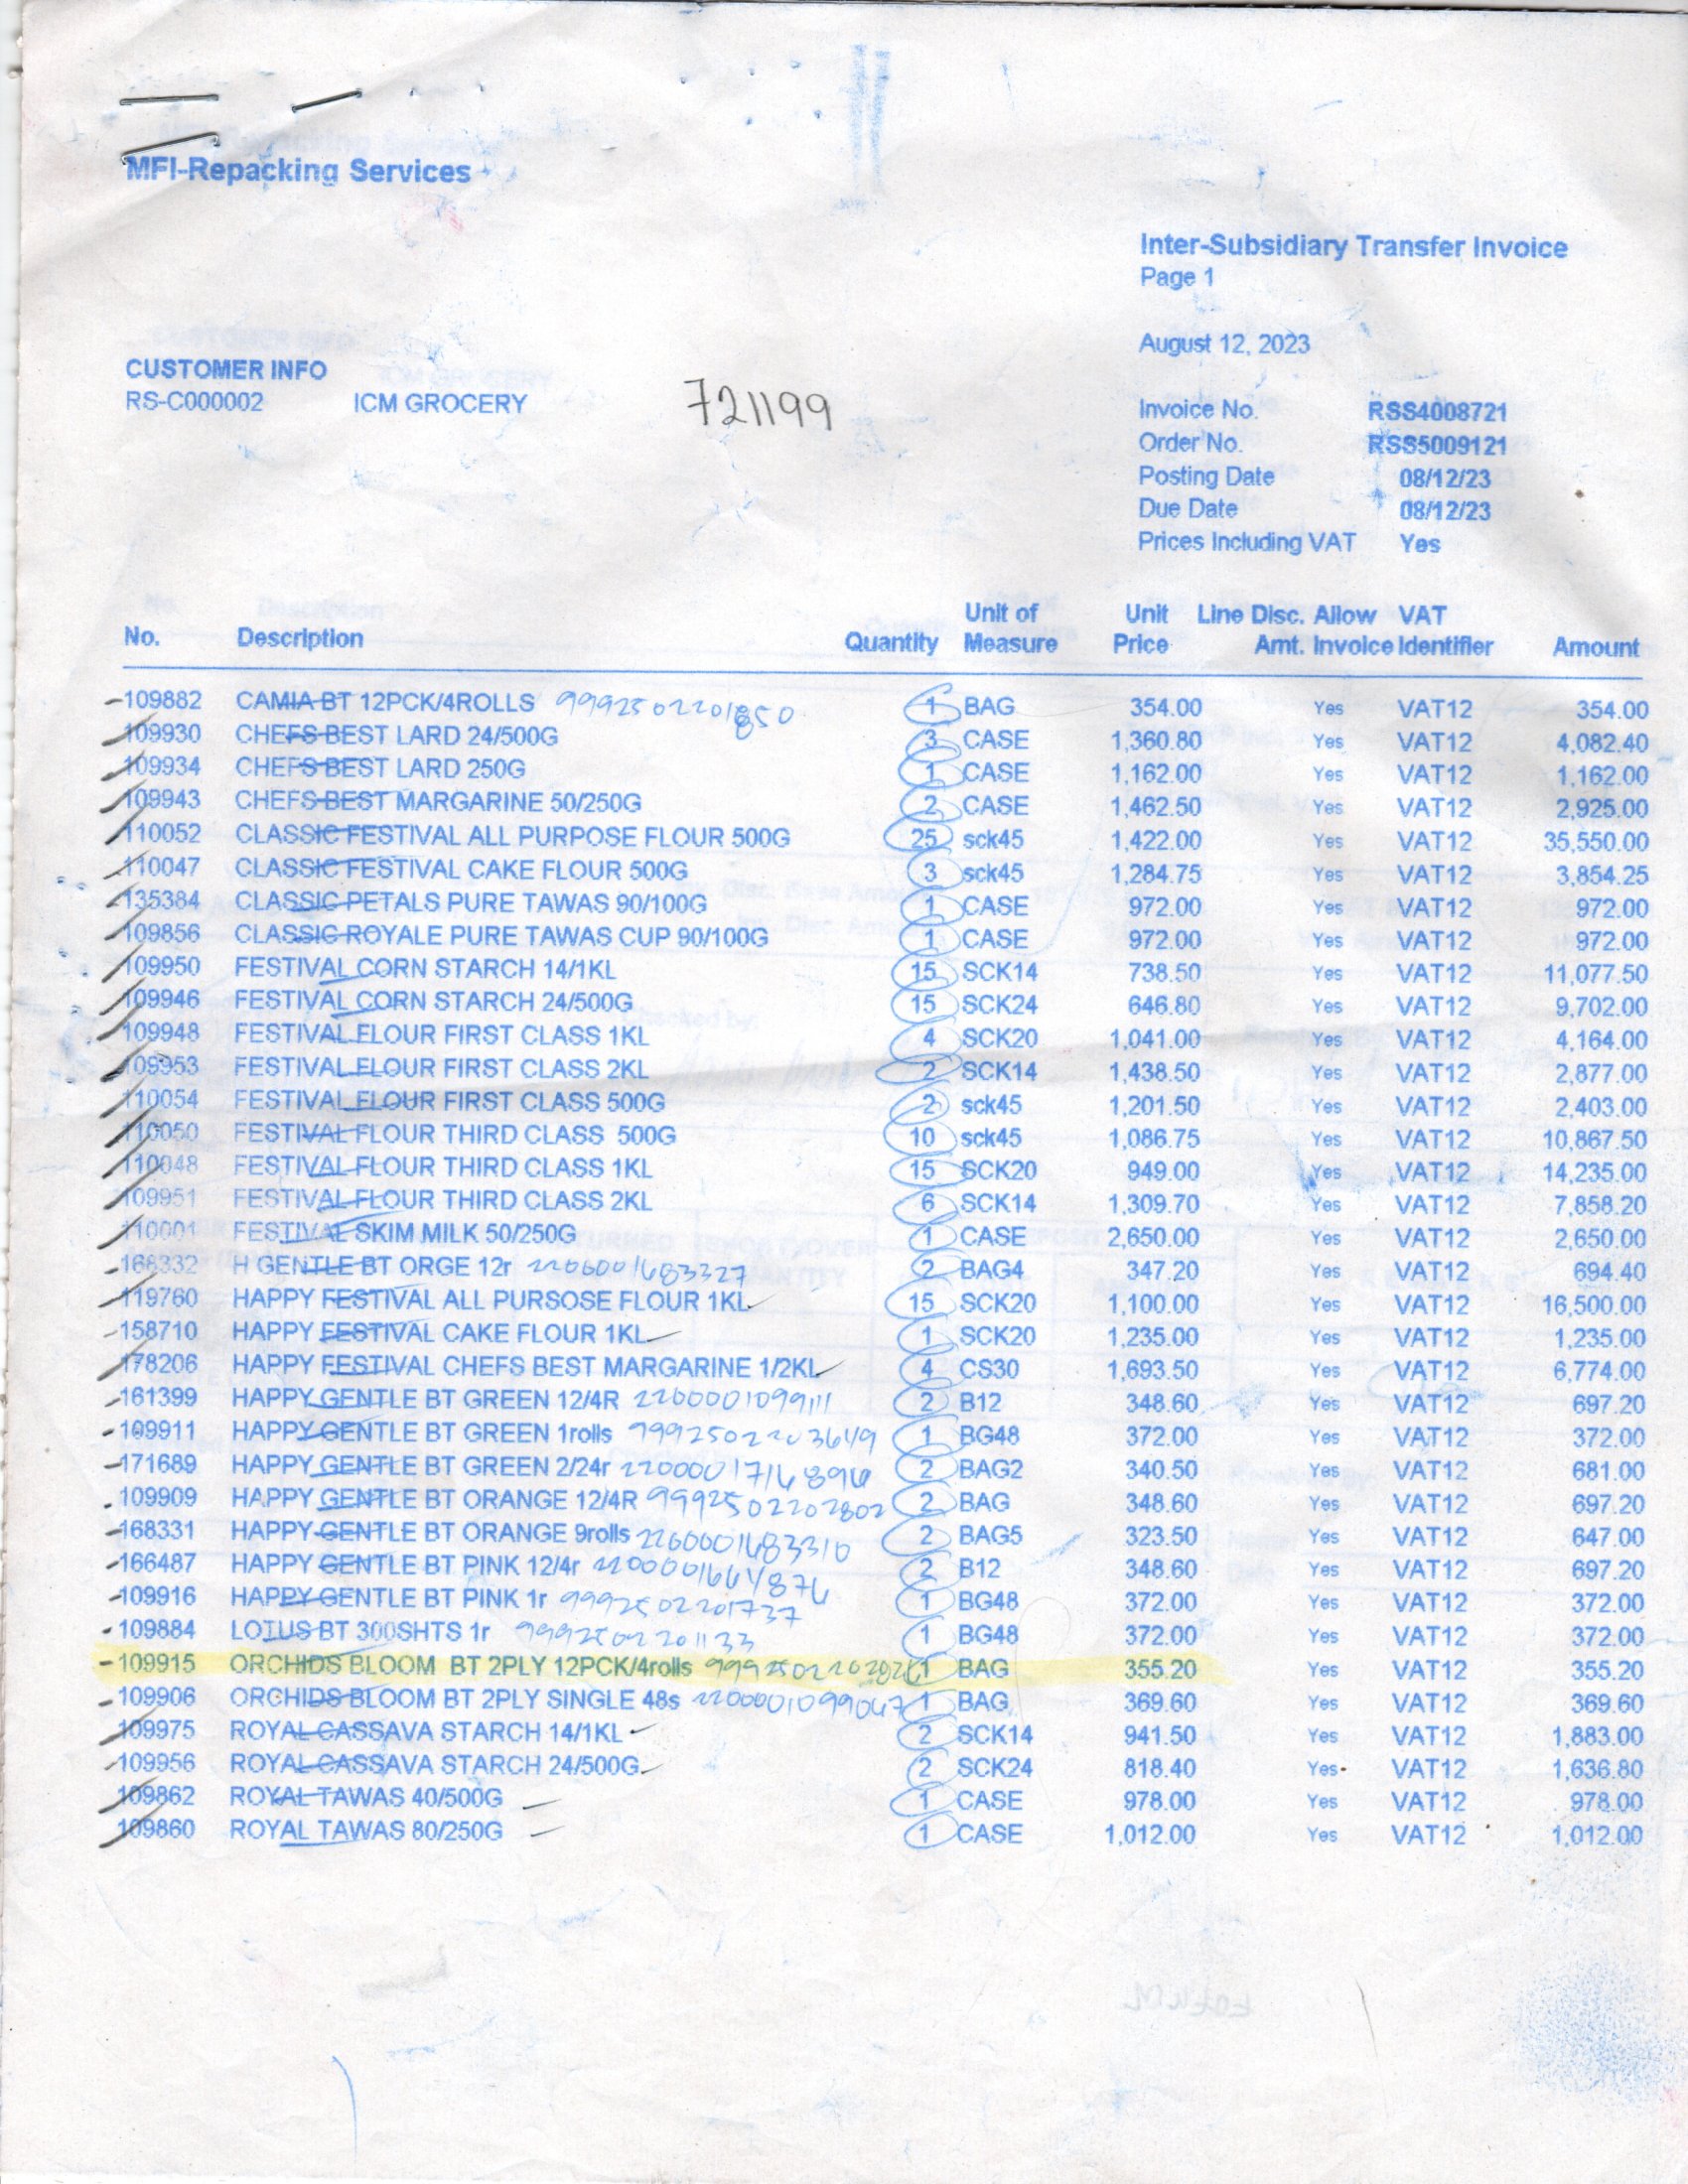 MFI-Repacking Services
Inter-Subsidiary Transfer Invoice
Page 1
August 12, 2023
CUSTOMER INFO
RS-C000002 ICM GROCERY 721199
Invoice No. RSS4008721
Order No. RSS5009121
Posting Date 08/12/23
Due Date 08/12/23
Prices Including VAT Yes
No. Description Quantity Unit of Measure Unit Price Line Disc. Amt. Allow Invoice VAT Identifier Amount
109882 CAMIA BT 12PCK/4ROLLS 9992502201850 1 BAG 354.00 Yes VAT12 354.00
109930 CHEFS BEST LARD 24/500G 3 CASE 1,360.80 Yes VAT12 4,082.40
109934 CHEFS BEST LARD 250G 1 CASE 1,162.00 Yes VAT12 1,162.00
109943 CHEFS BEST MARGARINE 50/250G 2 CASE 1,462.50 Yes VAT12 2,925.00
110052 CLASSIC FESTIVAL ALL PURPOSE FLOUR 500G 25 sck45 1,422.00 Yes VAT12 35,550.00
110047 CLASSIC FESTIVAL CAKE FLOUR 500G 3 sck45 1,284.75 Yes VAT12 3,854.25
135384 CLASSIC PETALS PURE TAWAS 90/100G 1 CASE 972.00 Yes VAT12 972.00
109856 CLASSIC ROYALE PURE TAWAS CUP 90/100G 1 CASE 972.00 Yes VAT12 972.00
109950 FESTIVAL CORN STARCH 14/1KL 15 SCK14 738.50 Yes VAT12 11,077.50
109946 FESTIVAL CORN STARCH 24/500G 15 SCK24 646.80 Yes VAT12 9,702.00
109948 FESTIVAL FLOUR FIRST CLASS 1KL 4 SCK20 1,041.00 Yes VAT12 4,164.00
109953 FESTIVAL FLOUR FIRST CLASS 2KL 2 SCK14 1,438.50 Yes VAT12 2,877.00
110054 FESTIVAL FLOUR FIRST CLASS 500G 2 sck45 1,201.50 Yes VAT12 2,403.00
110050 FESTIVAL FLOUR THIRD CLASS 500G 10 sck45 1,086.75 Yes VAT12 10,867.50
110048 FESTIVAL FLOUR THIRD CLASS 1KL 15 SCK20 949.00 Yes VAT12 14,235.00
109951 FESTIVAL FLOUR THIRD CLASS 2KL 6 SCK14 1,309.70 Yes VAT12 7,858.20
110001 FESTIVAL SKIM MILK 50/250G 1 CASE 2,650.00 Yes VAT12 2,650.00
168332 H GENTLE BT ORGE 12r 2206001683327 2 BAG4 347.20 Yes VAT12 694.40
119760 HAPPY FESTIVAL ALL PURSOSE FLOUR 1KL 15 SCK20 1,100.00 Yes VAT12 16,500.00
158710 HAPPY FESTIVAL CAKE FLOUR 1KL 1 SCK20 1,235.00 Yes VAT12 1,235.00
178206 HAPPY FESTIVAL CHEFS BEST MARGARINE 1/2KL 4 CS30 1,693.50 Yes VAT12 6,774.00
161399 HAPPY GENTLE BT GREEN 12/4R 2 B12 348.60 Yes VAT12 697.20
109911 HAPPY GENTLE BT GREEN 1rolls 1 BG48 372.00 Yes VAT12 372.00
171689 HAPPY GENTLE BT GREEN 2/24r 2200001716896 2 BAG2 340.50 Yes VAT12 681.00
109909 HAPPY GENTLE BT ORANGE 12/4R 9992502202802 2 BAG 348.60 Yes VAT12 697.20
168331 HAPPY GENTLE BT ORANGE 9rolls 2200001683310 2 BAG5 323.50 Yes VAT12 647.00
166487 HAPPY GENTLE BT PINK 12/4r 2200001664876 2 B12 348.60 Yes VAT12 697.20
109916 HAPPY GENTLE BT PINK 1r 9992502201737 1 BG48 372.00 Yes VAT12 372.00
109884 LOTUS BT 300SHTS 1r 9992502201133 1 BG48 372.00 Yes VAT12 372.00
109915 ORCHIDS BLOOM BT 2PLY 12PCK/4rolls 1 BAG 355.20 Yes VAT12 355.20
109906 ORCHIDS BLOOM BT 2PLY SINGLE 48s 2200001099067 1 BAG 369.60 Yes VAT12 369.60
109975 ROYAL CASSAVA STARCH 14/1KL 2 SCK14 941.50 Yes VAT12 1,883.00
109956 ROYAL CASSAVA STARCH 24/500G 2 SCK24 818.40 Yes VAT12 1,636.80
109862 ROYAL TAWAS 40/500G 1 CASE 978.00 Yes VAT12 978.00
109860 ROYAL TAWAS 80/250G 1 CASE 1,012.00 Yes VAT12 1,012.00